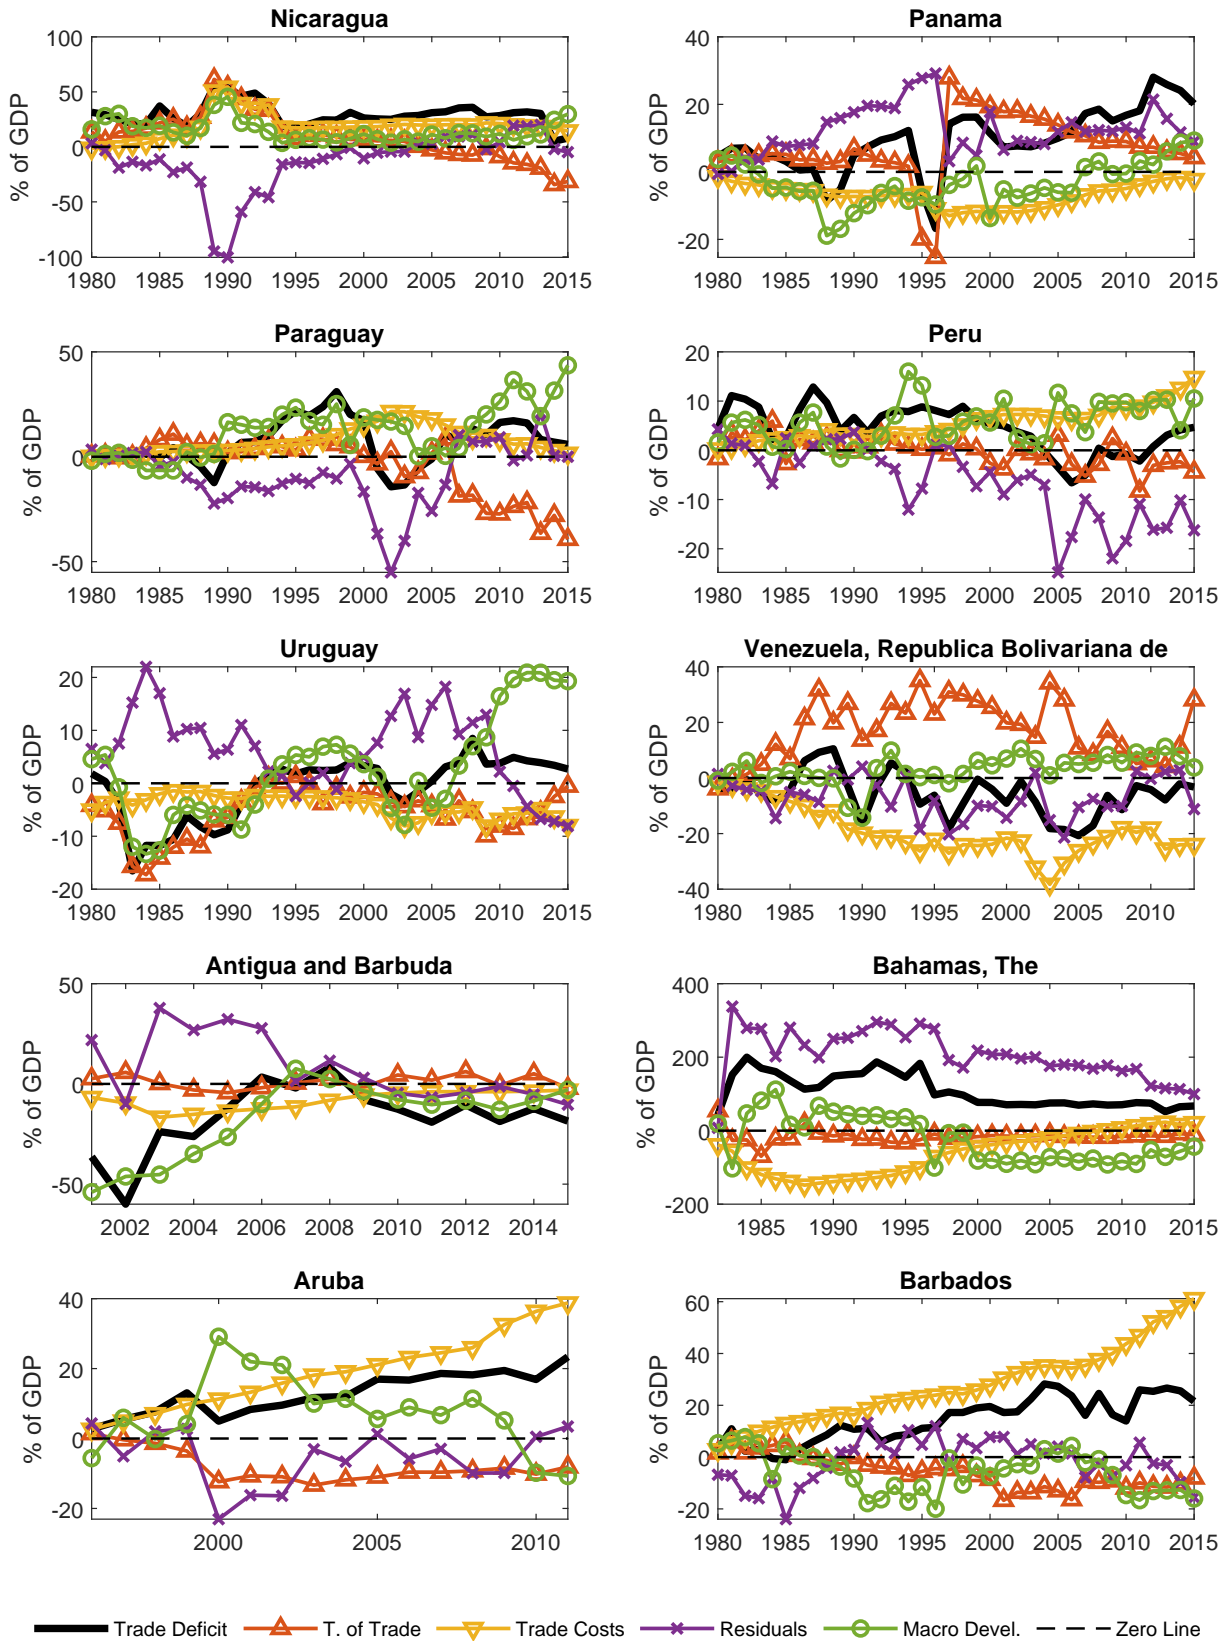 Nicaragua
% of GDP
100
50
0
-50
-100
1980 1985 1990 1995 2000 2005 2010 2015
Panama
% of GDP
40
20
0
-20
1980 1985 1990 1995 2000 2005 2010 2015
Paraguay
% of GDP
50
0
-50
1980 1985 1990 1995 2000 2005 2010 2015
Peru
% of GDP
20
10
0
-10
-20
1980 1985 1990 1995 2000 2005 2010 2015
Uruguay
% of GDP
20
10
0
-10
-20
1980 1985 1990 1995 2000 2005 2010 2015
Venezuela, Republica Bolivariana de
% of GDP
40
20
0
-20
-40
1980 1985 1990 1995 2000 2005 2010
Antigua and Barbuda
% of GDP
50
0
-50
2002 2004 2006 2008 2010 2012 2014
Bahamas, The
% of GDP
400
200
0
-200
1985 1990 1995 2000 2005 2010 2015
Aruba
% of GDP
40
20
0
-20
2000 2005 2010
Barbados
% of GDP
60
40
20
0
-20
1980 1985 1990 1995 2000 2005 2010 2015
Trade Deficit T. of Trade Trade Costs Residuals Macro Devel. Zero Line